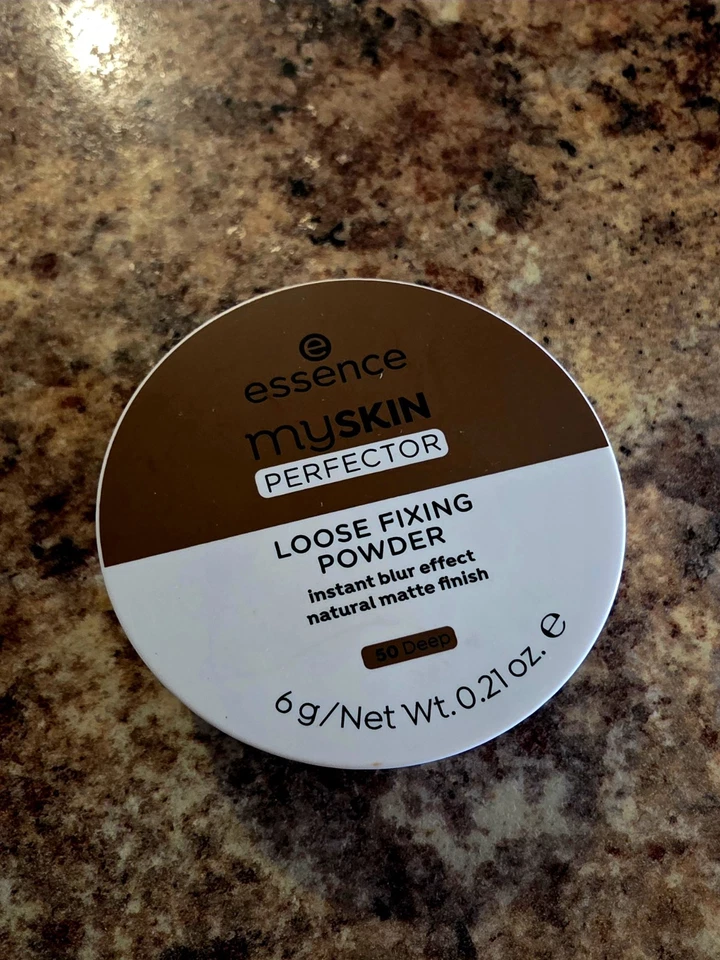 e
essence
mySKIN
PERFECTOR
LOOSE FIXING
POWDER
instant blur effect
natural matte finish
50 Deep
6 g/Net Wt. 0.21 oz. e